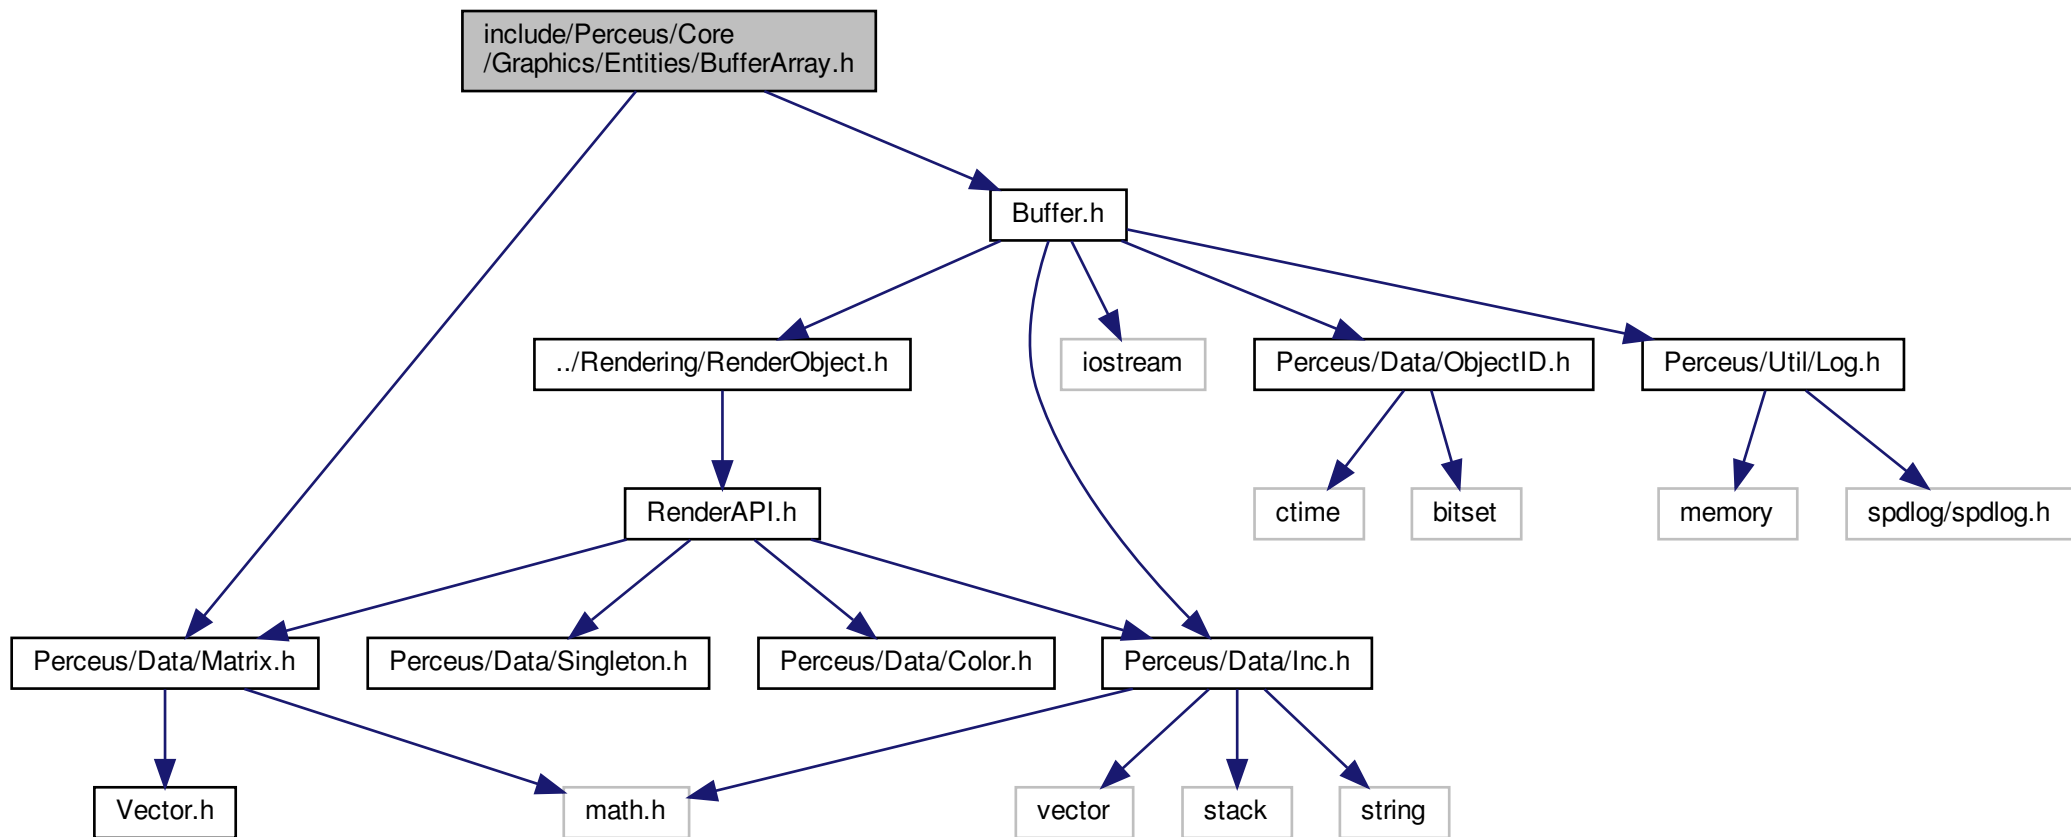 include/Perceus/Core
/Graphics/Entities/BufferArray.h
Buffer.h
../Rendering/RenderObject.h
iostream
Perceus/Data/ObjectID.h
Perceus/Util/Log.h
RenderAPI.h
ctime
bitset
memory
spdlog/spdlog.h
Perceus/Data/Matrix.h
Perceus/Data/Singleton.h
Perceus/Data/Color.h
Perceus/Data/Inc.h
Vector.h
math.h
vector
stack
string